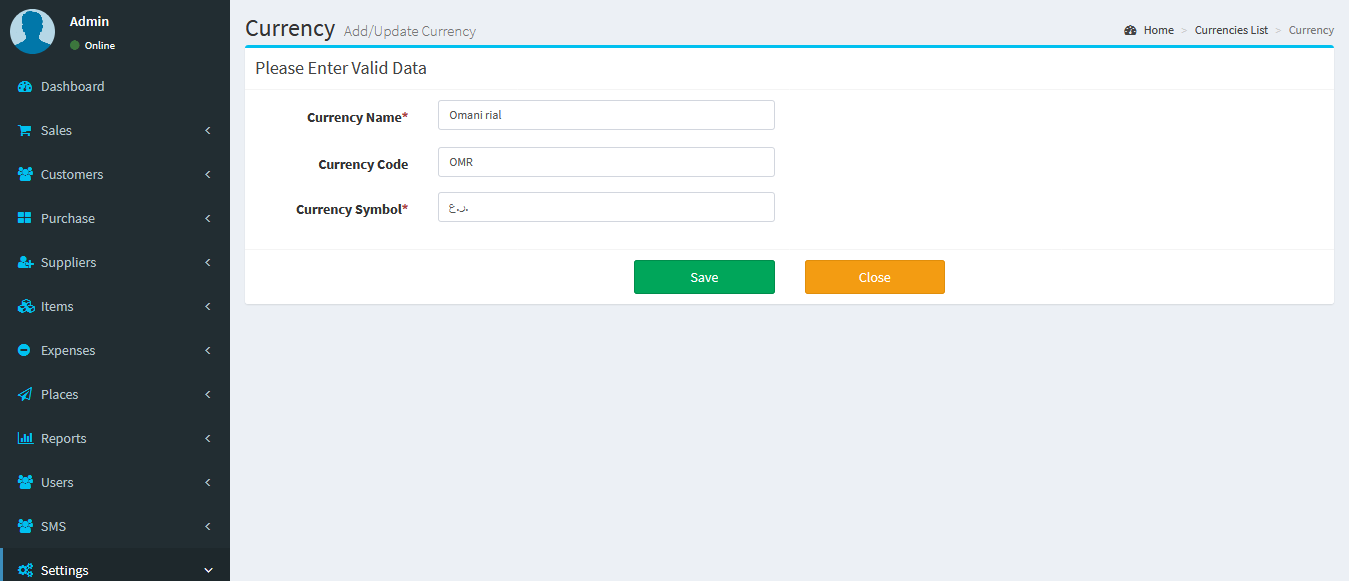 Admin
Online
Dashboard
Sales
Customers
Purchase
Suppliers
Items
Expenses
Places
Reports
Users
SMS
Settings
Currency Add/Update Currency
Home > Currencies List > Currency
Please Enter Valid Data
Currency Name* Omani rial
Currency Code OMR
Currency Symbol* ر.ع.
Save Close